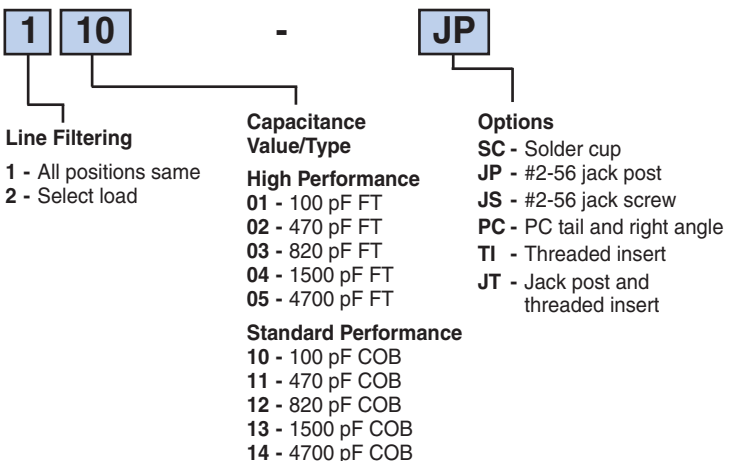 1 10 - JP
Line Filtering
1 - All positions same
2 - Select load
Capacitance
Value/Type
High Performance
01 - 100 pF FT
02 - 470 pF FT
03 - 820 pF FT
04 - 1500 pF FT
05 - 4700 pF FT
Standard Performance
10 - 100 pF COB
11 - 470 pF COB
12 - 820 pF COB
13 - 1500 pF COB
14 - 4700 pF COB
Options
SC - Solder cup
JP - #2-56 jack post
JS - #2-56 jack screw
PC - PC tail and right angle
TI - Threaded insert
JT - Jack post and
threaded insert